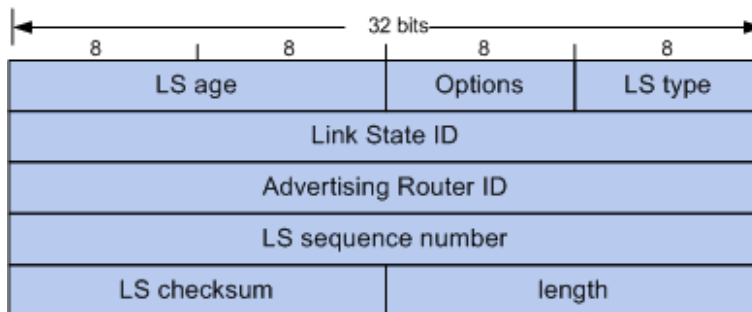 32 bits
8 8 8 8
LS age Options LS type
Link State ID
Advertising Router ID
LS sequence number
LS checksum length